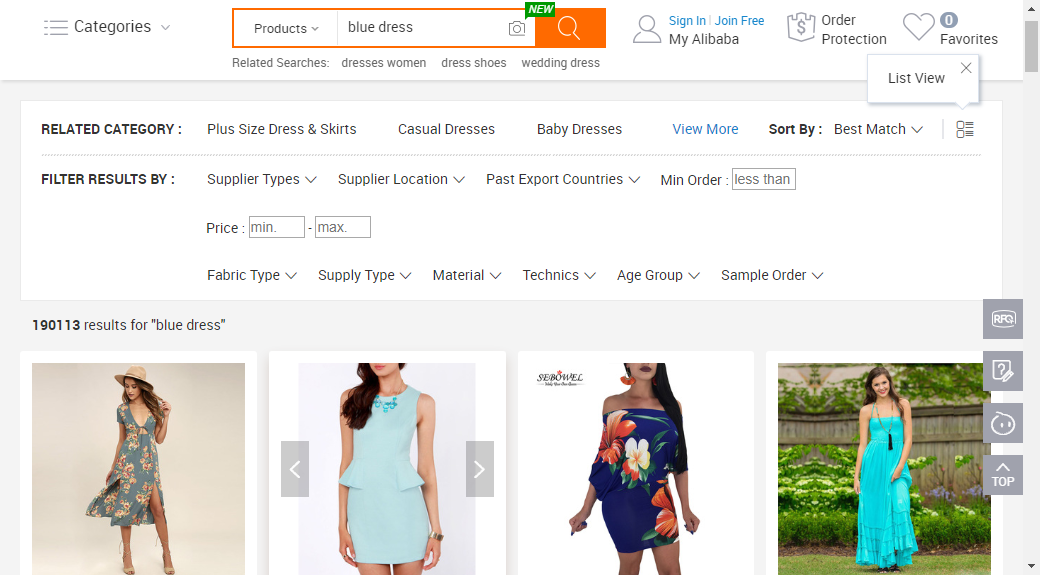 Categories
Products
blue dress
NEW
Sign In | Join Free
My Alibaba
Order
Protection
0
Favorites
Related Searches: dresses women dress shoes wedding dress
List View
RELATED CATEGORY : Plus Size Dress & Skirts Casual Dresses Baby Dresses View More Sort By : Best Match
FILTER RESULTS BY : Supplier Types Supplier Location Past Export Countries Min Order : less than
Price : min. - max.
Fabric Type Supply Type Material Technics Age Group Sample Order
190113 results for "blue dress"
RFQ
SEBOWEL
TOP